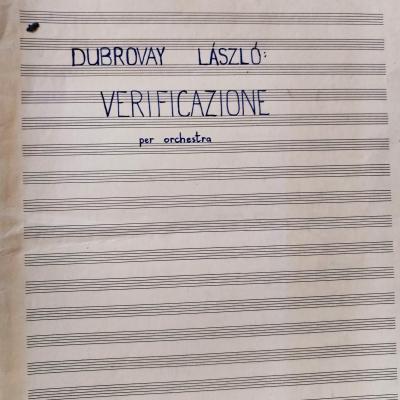 DUBROVAY LÁSZLÓ:
VERIFICAZIONE
per orchestra